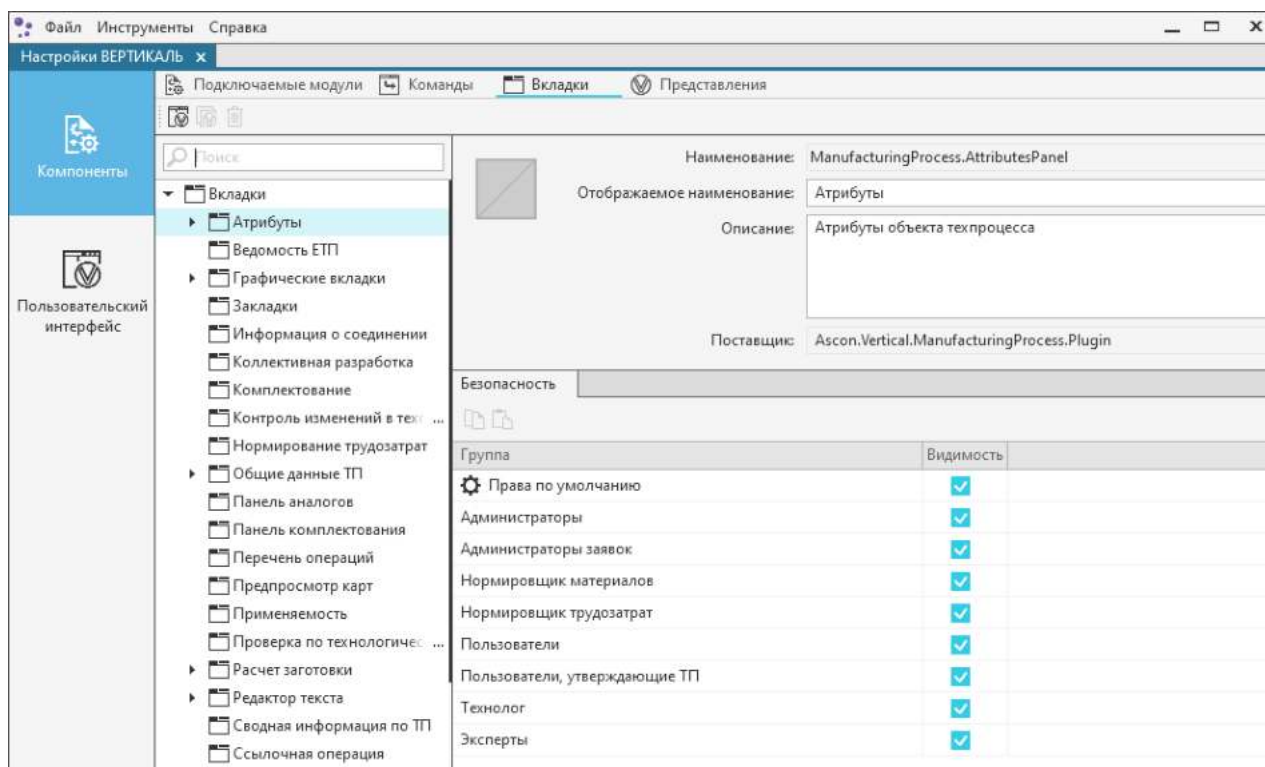 Файл Инструменты Справка
Настройки ВЕРТИКАЛЬ x
Подключаемые модули Команды Вкладки Представления
Компоненты
Пользовательский
интерфейс
Поиск
Вкладки
Атрибуты
Ведомость ЕТП
Графические вкладки
Закладки
Информация о соединении
Коллективная разработка
Комплектование
Контроль изменений в тех ...
Нормирование трудозатрат
Общие данные ТП
Панель аналогов
Панель комплектования
Перечень операций
Предпросмотр карт
Применяемость
Проверка по технологичес ...
Расчет заготовки
Редактор текста
Сводная информация по ТП
Ссылочная операция
Наименование: ManufacturingProcess.AttributesPanel
Отображаемое наименование: Атрибуты
Описание: Атрибуты объекта техпроцесса
Поставщик: Ascon.Vertical.ManufacturingProcess.Plugin
Безопасность
Группа Видимость
Права по умолчанию
Администраторы
Администраторы заявок
Нормировщик материалов
Нормировщик трудозатрат
Пользователи
Пользователи, утверждающие ТП
Технолог
Эксперты